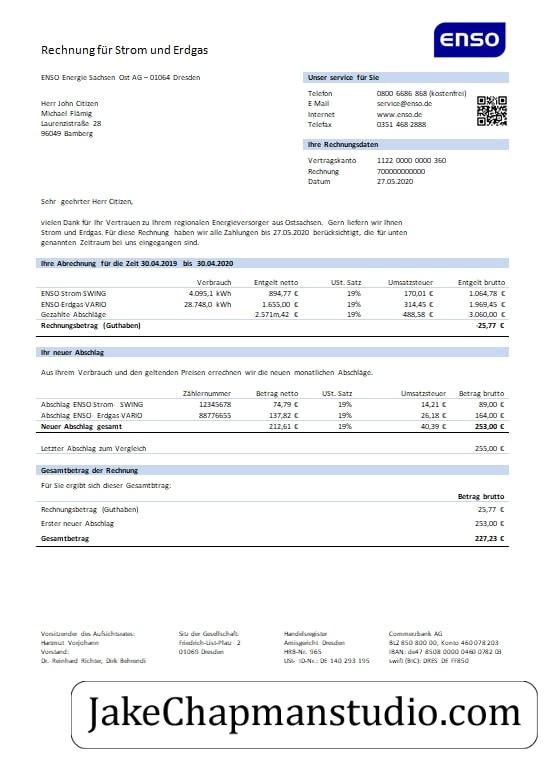 Rechnung für Strom und Erdgas
ENSO
ENSO Energie Sachsen Ost AG – 01064 Dresden
Herr John Citizen
Michael Flämig
Laurenzistraße 28
96049 Bamberg
Unser service für Sie
Telefon 0800 6686 868 (kostenfrei)
E-Mail service@enso.de
Internet www.enso.de
Telefax 0351 468 2888
Ihre Rechnungsdaten
Vertragskanto 1122 0000 0000 360
Rechnung 700000000000
Datum 27.05.2020
Sehr geehrter Herr Citizen,
vielen Dank für Ihr Vertrauen zu Ihrem regionalen Energieversorger aus Ostsachsen. Gern liefern wir Ihnen
Strom und Erdgas. Für diese Rechnung haben wir alle Zahlungen bis 27.05.2020 berücksichtigt, die für unten
genannten Zeitraum bei uns eingegangen sind.
Ihre Abrechnung für die Zeit 30.04.2019 bis 30.04.2020
Verbrauch Entgelt netto USt. Satz Umsatzsteuer Entgelt brutto
ENSO Strom SWING 4.095,1 kWh 894,77 € 19% 170,01 € 1.064,78 €
ENSO Erdgas VARIO 28.748,0 kWh 1.655,00 € 19% 314,45 € 1.969,45 €
Gezahlte Abschläge 2.571m,42 € 19% 488,58 € 3.060,00 €
Rechnungsbetrag (Guthaben) -25,77 €
Ihr neuer Abschlag
Aus Ihrem Verbrauch und den geltenden Preisen errechnen wir die neuen monatlichen Abschläge.
Zählernummer Betrag netto USt. Satz Umsatzsteuer Betrag brutto
Abschlag ENSO Strom SWING 12345678 74,79 € 19% 14,21 € 89,00 €
Abschlag ENSO Erdgas VARIO 88776655 137,82 € 19% 26,18 € 164,00 €
Neuer Abschlag gesamt 212,61 € 19% 40,39 € 253,00 €
Letzter Abschlag zum Vergleich 255,00 €
Gesamtbetrag der Rechnung
Für Sie ergibt sich dieser Gesambtbtrag:
Betrag brutto
Rechnungsbetrag (Guthaben) 25,77 €
Erster neuer Abschlag 253,00 €
Gesamtbetrag 227,23 €
Vorsitzender des Aufsichtsrates:
Hartmut Vorjohann
Vorstand:
Dr. Reinhard Richter, Dirk Behrendi
Sitz der Gesellschaft:
Friedrich-List-Platz 2
01069 Dresden
Handelsregister
Amtsgericht Dresden
HRB-Nr. 965
USt- ID-Nr.: DE 140 293 195
Commerzbank AG
BLZ 850 800 00, Konto 460 078 203
IBAN: de47 8508 0000 0460 0782 03
swift (BIC): DRES DE FF850
JakeChapmanstudio.com